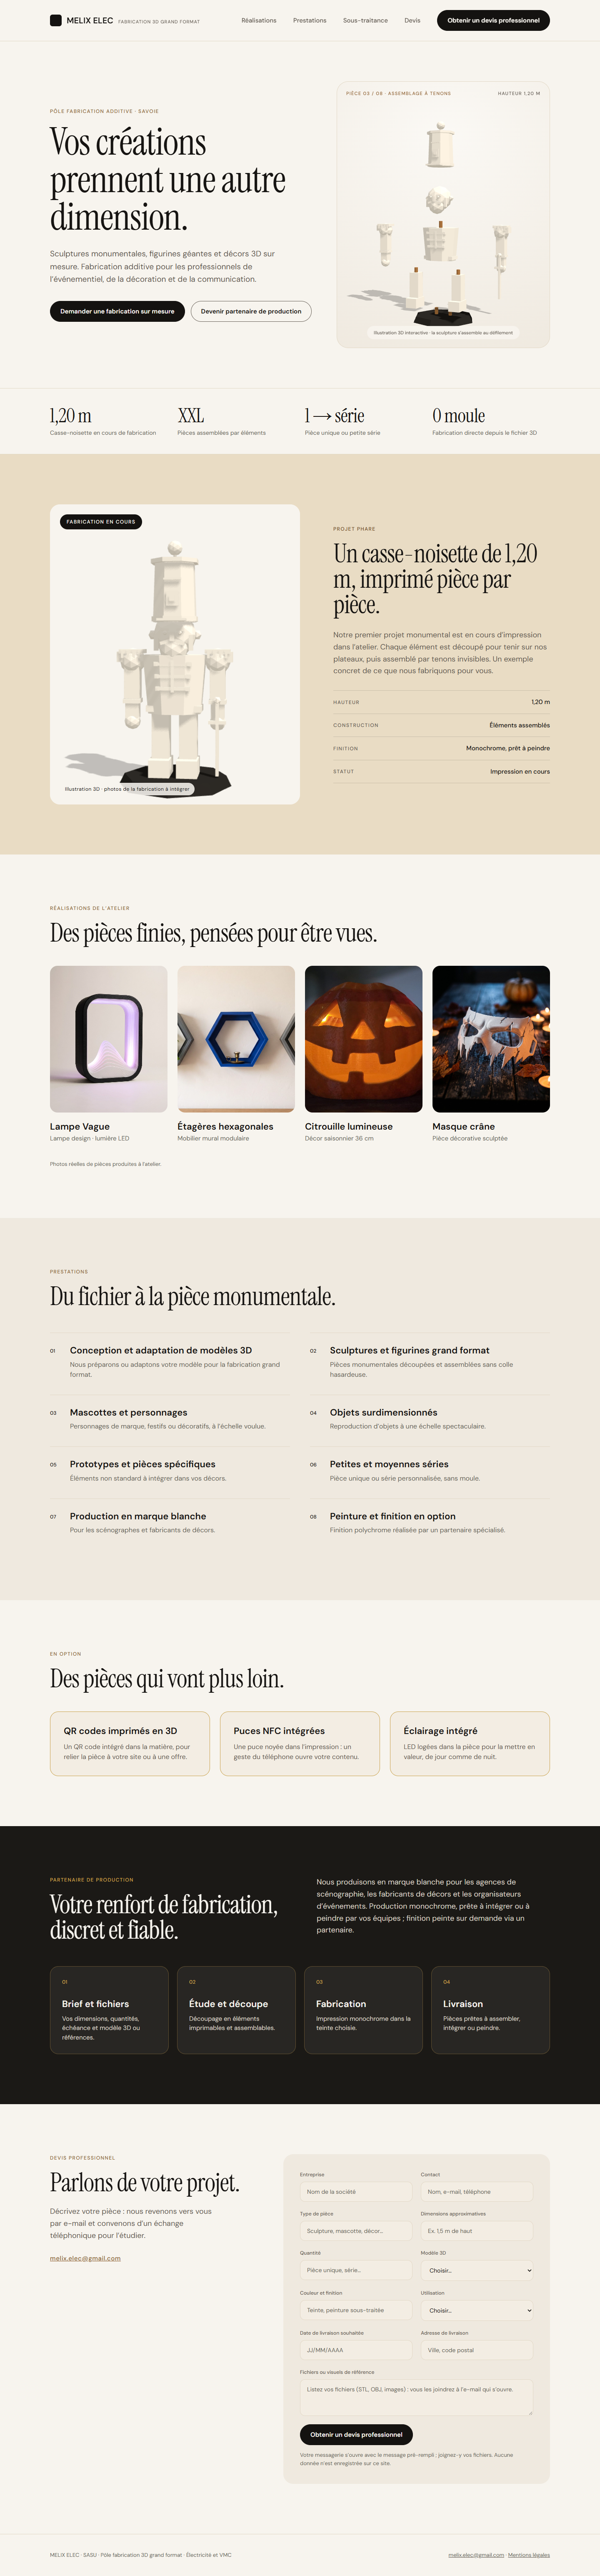 MELIX ELEC FABRICATION 3D GRAND FORMAT
Réalisations
Prestations
Sous-traitance
Devis
Obtenir un devis professionnel
PÔLE FABRICATION ADDITIVE · SAVOIE
Vos créations
prennent une autre
dimension.
Sculptures monumentales, figurines géantes et décors 3D sur
mesure. Fabrication additive pour les professionnels de
l'événementiel, de la décoration et de la communication.
Demander une fabrication sur mesure
Devenir partenaire de production
PIÈCE 03 / 08 · ASSEMBLAGE À TENONS
HAUTEUR 1,20 M
Illustration 3D interactive · la sculpture s'assemble au défilement
1,20 m
Casse-noisette en cours de fabrication
XXL
Pièces assemblées par éléments
1 → série
Pièce unique ou petite série
0 moule
Fabrication directe depuis le fichier 3D
FABRICATION EN COURS
Illustration 3D · photos de la fabrication à intégrer
PROJET PHARE
Un casse-noisette de 1,20
m, imprimé pièce par
pièce.
Notre premier projet monumental est en cours d'impression
dans l'atelier. Chaque élément est découpé pour tenir sur nos
plateaux, puis assemblé par tenons invisibles. Un exemple
concret de ce que nous fabriquons pour vous.
HAUTEUR
1,20 m
CONSTRUCTION
Éléments assemblés
FINITION
Monochrome, prêt à peindre
STATUT
Impression en cours
RÉALISATIONS DE L'ATELIER
Des pièces finies, pensées pour être vues.
Lampe Vague
Lampe design · lumière LED
Étagères hexagonales
Mobilier mural modulaire
Citrouille lumineuse
Décor saisonnier 36 cm
Masque crâne
Pièce décorative sculptée
Photos réelles de pièces produites à l'atelier.
PRESTATIONS
Du fichier à la pièce monumentale.
01
Conception et adaptation de modèles 3D
Nous préparons ou adaptons votre modèle pour la fabrication grand
format.
02
Sculptures et figurines grand format
Pièces monumentales découpées et assemblées sans colle
hasardeuse.
03
Mascottes et personnages
Personnages de marque, festifs ou décoratifs, à l'échelle voulue.
04
Objets surdimensionnés
Reproduction d'objets à une échelle spectaculaire.
05
Prototypes et pièces spécifiques
Éléments non standard à intégrer dans vos décors.
06
Petites et moyennes séries
Pièce unique ou série personnalisée, sans moule.
07
Production en marque blanche
Pour les scénographes et fabricants de décors.
08
Peinture et finition en option
Finition polychrome réalisée par un partenaire spécialisé.
EN OPTION
Des pièces qui vont plus loin.
QR codes imprimés en 3D
Un QR code intégré dans la matière, pour
relier la pièce à votre site ou à une offre.
Puces NFC intégrées
Une puce noyée dans l'impression : un
geste du téléphone ouvre votre contenu.
Éclairage intégré
LED logées dans la pièce pour la mettre en
valeur, de jour comme de nuit.
PARTENAIRE DE PRODUCTION
Votre renfort de fabrication,
discret et fiable.
Nous produisons en marque blanche pour les agences de
scénographie, les fabricants de décors et les organisateurs
d'événements. Production monochrome, prête à intégrer ou à
peindre par vos équipes ; finition peinte sur demande via un
partenaire.
01
Brief et fichiers
Vos dimensions, quantités,
échéance et modèle 3D ou
références.
02
Étude et découpe
Découpage en éléments
imprimables et assemblables.
03
Fabrication
Impression monochrome dans la
teinte choisie.
04
Livraison
Pièces prêtes à assembler,
intégrer ou peindre.
DEVIS PROFESSIONNEL
Parlons de votre projet.
Décrivez votre pièce : nous revenons vers vous
par e-mail et convenons d'un échange
téléphonique pour l'étudier.
melix.elec@gmail.com
Entreprise
Contact
Nom de la société
Nom, e-mail, téléphone
Type de pièce
Dimensions approximatives
Sculpture, mascotte, décor…
Ex. 1,5 m de haut
Quantité
Modèle 3D
Pièce unique, série…
Choisir…
Couleur et finition
Utilisation
Teinte, peinture sous-traitée
Choisir…
Date de livraison souhaitée
Adresse de livraison
JJ/MM/AAAA
Ville, code postal
Fichiers ou visuels de référence
Listez vos fichiers (STL, OBJ, images) : vous les joindrez à l'e-mail qui s'ouvre.
Obtenir un devis professionnel
Votre messagerie s'ouvre avec le message pré-rempli ; joignez-y vos fichiers. Aucune
donnée n'est enregistrée sur ce site.
MELIX ELEC · SASU · Pôle fabrication 3D grand format · Électricité et VMC
melix.elec@gmail.com · Mentions légales